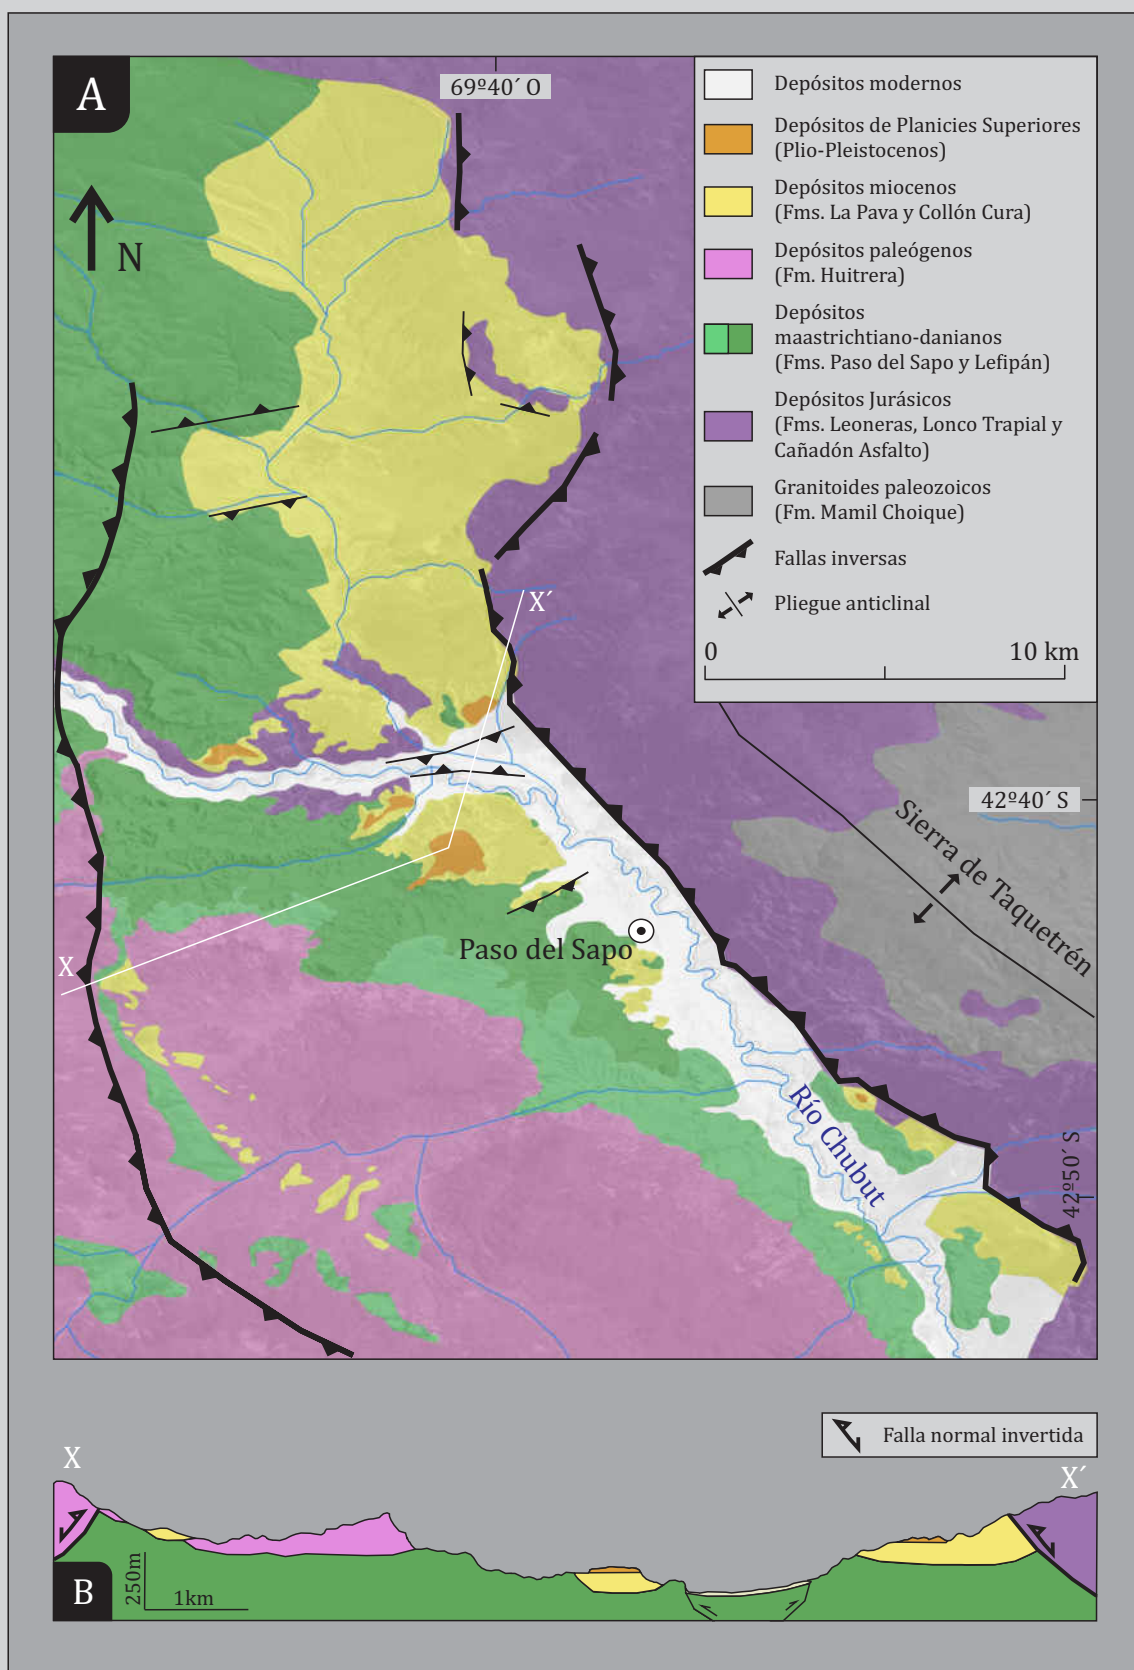 A
69º40´ O
N
Depósitos modernos
Depósitos de Planicies Superiores
(Plio-Pleistocenos)
Depósitos miocenos
(Fms. La Pava y Collón Cura)
Depósitos paleógenos
(Fm. Huitrera)
Depósitos
maastrichtiano-danianos
(Fms. Paso del Sapo y Lefipán)
Depósitos Jurásicos
(Fms. Leoneras, Lonco Trapial y
Cañadón Asfalto)
Granitoides paleozoicos
(Fm. Mamil Choique)
Fallas inversas
Pliegue anticlinal
0 10 km
X´
42º40´ S
Sierra de Taquetrén
Paso del Sapo
X
Río Chubut
42º50´ S
Falla normal invertida
X
X´
B
250m
1km